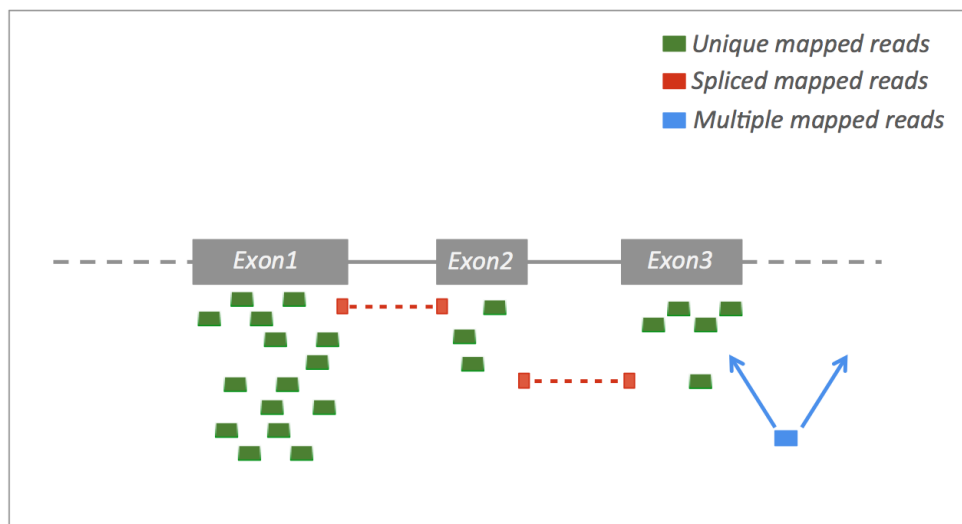 Unique mapped reads
Spliced mapped reads
Multiple mapped reads
Exon1 Exon2 Exon3